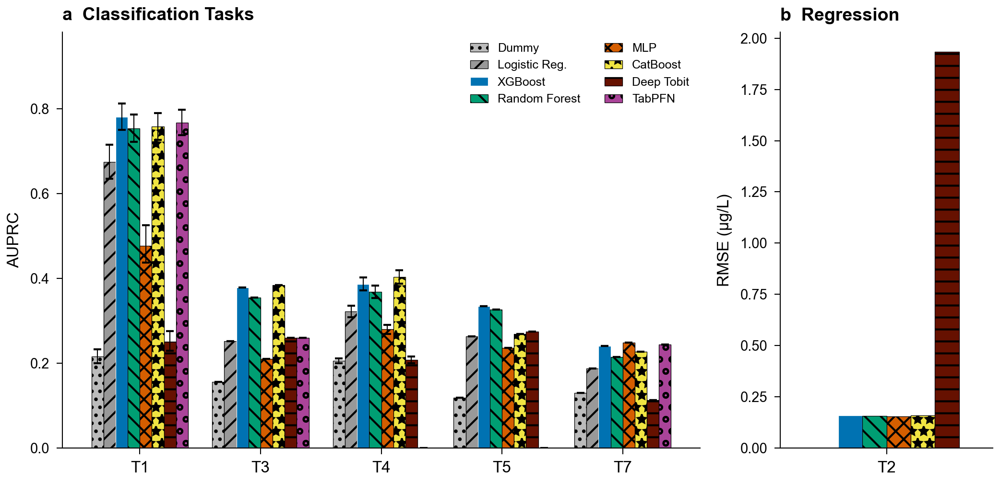 a Classification Tasks
Dummy
Logistic Reg.
XGBoost
Random Forest
MLP
CatBoost
Deep Tobit
TabPFN
AUPRC
0.8
0.6
0.4
0.2
0.0
T1 T3 T4 T5 T7
b Regression
RMSE (µg/L)
2.00
1.75
1.50
1.25
1.00
0.75
0.50
0.25
0.00
T2